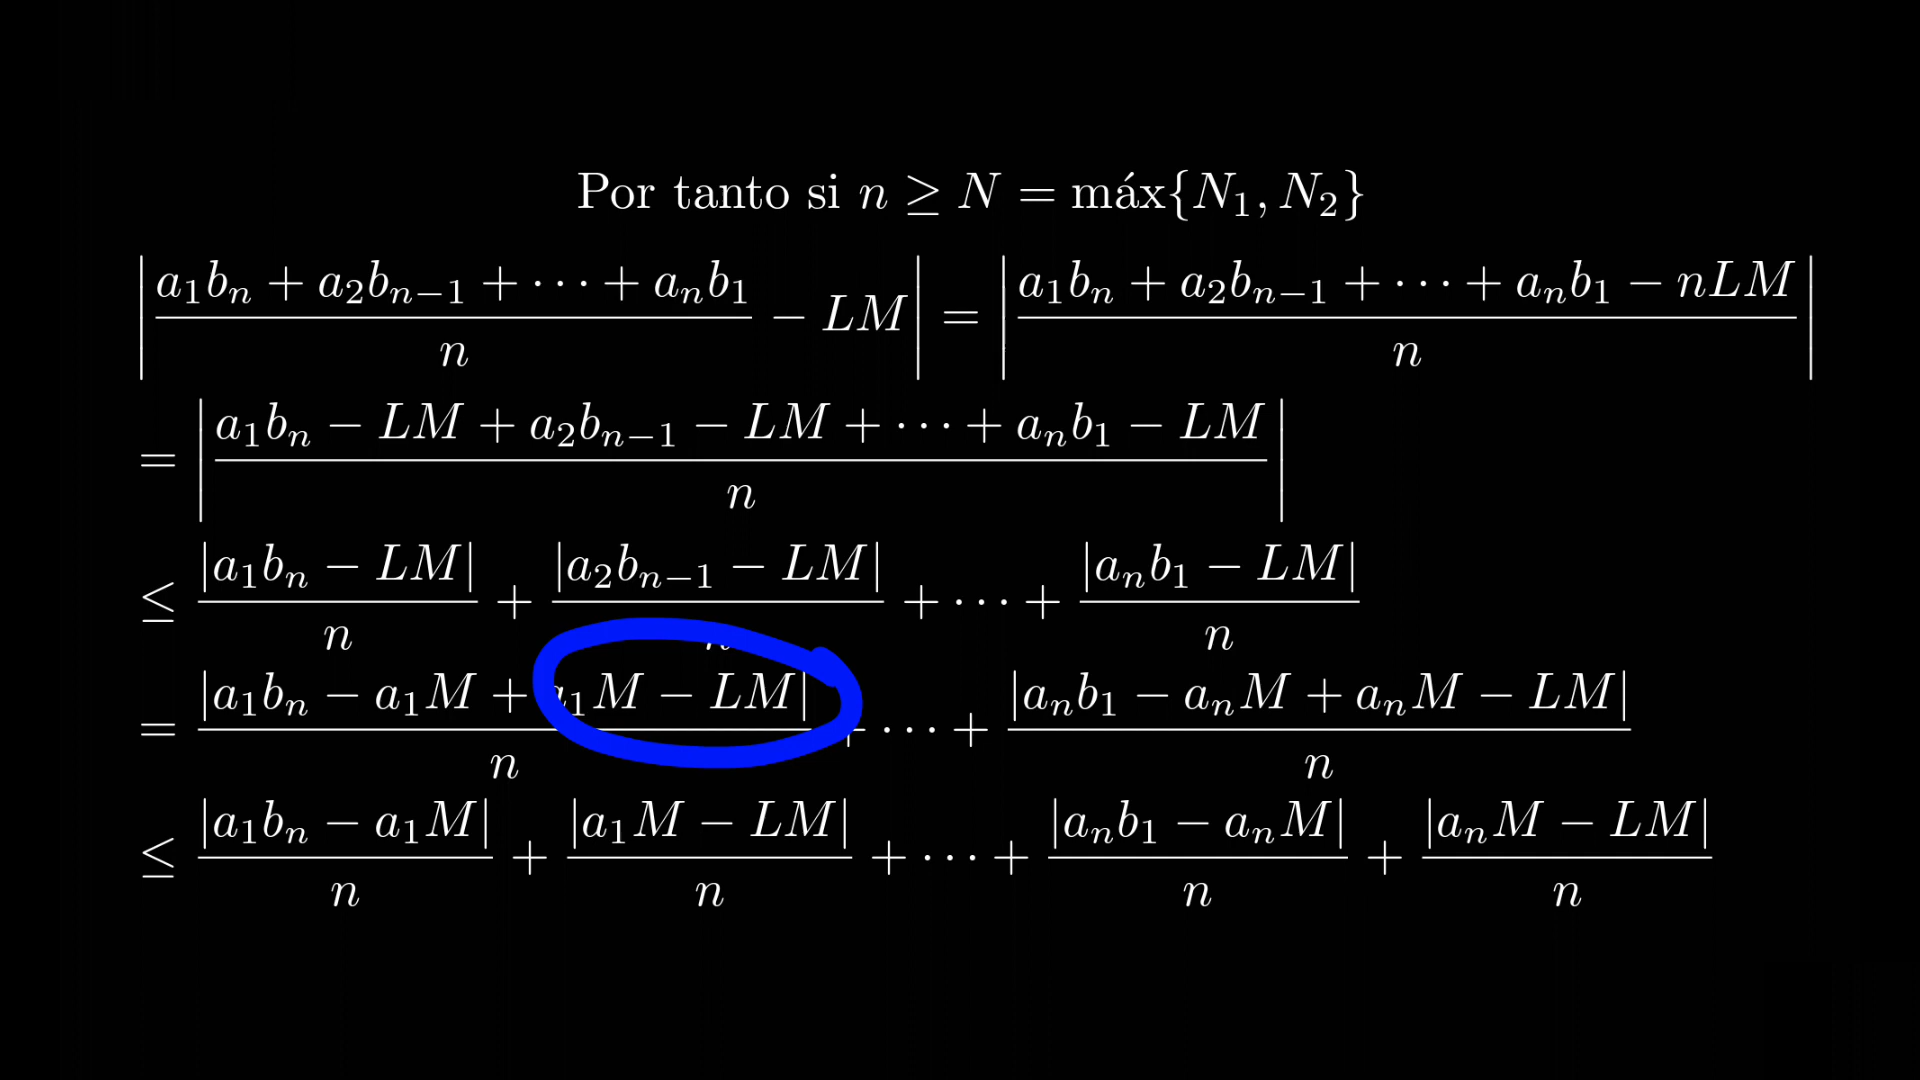 Por tanto si n ≥ N = máx{N₁, N₂}
|(a₁bₙ + a₂bₙ₋₁ + ··· + aₙb₁)/n − LM| = |(a₁bₙ + a₂bₙ₋₁ + ··· + aₙb₁ − nLM)/n|
= |(a₁bₙ − LM + a₂bₙ₋₁ − LM + ··· + aₙb₁ − LM)/n|
≤ |a₁bₙ − LM|/n + |a₂bₙ₋₁ − LM|/n + ··· + |aₙb₁ − LM|/n
= |a₁bₙ − a₁M + a₁M − LM|/n + ··· + |aₙb₁ − aₙM + aₙM − LM|/n
≤ |a₁bₙ − a₁M|/n + |a₁M − LM|/n + ··· + |aₙb₁ − aₙM|/n + |aₙM − LM|/n